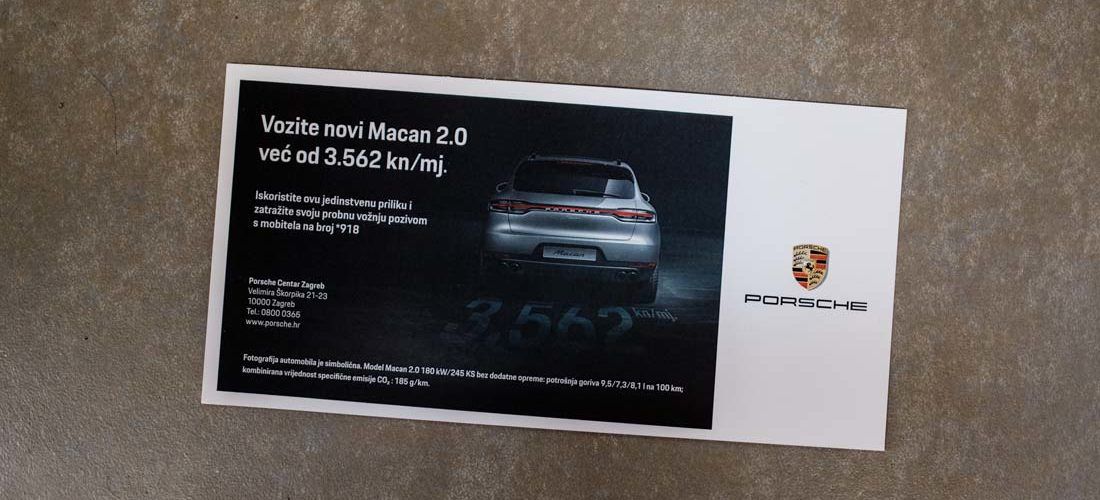 Vozite novi Macan 2.0
već od 3.562 kn/mj.
Iskoristite ovu jedinstvenu priliku i
zatražite svoju probnu vožnju pozivom
s mobitela na broj *918
PORSCHE
Macan
3.562 kn/mj.
Porsche Centar Zagreb
Velimira Škorpika 21-23
10000 Zagreb
Tel.: 0800 0365
www.porsche.hr
Fotografija automobila je simbolična. Model Macan 2.0 180 kW/245 KS bez dodatne opreme: potrošnja goriva 9,5/7,3/8,1 l na 100 km;
kombinirana vrijednost specifične emisije CO₂ : 185 g/km.
PORSCHE
PORSCHE